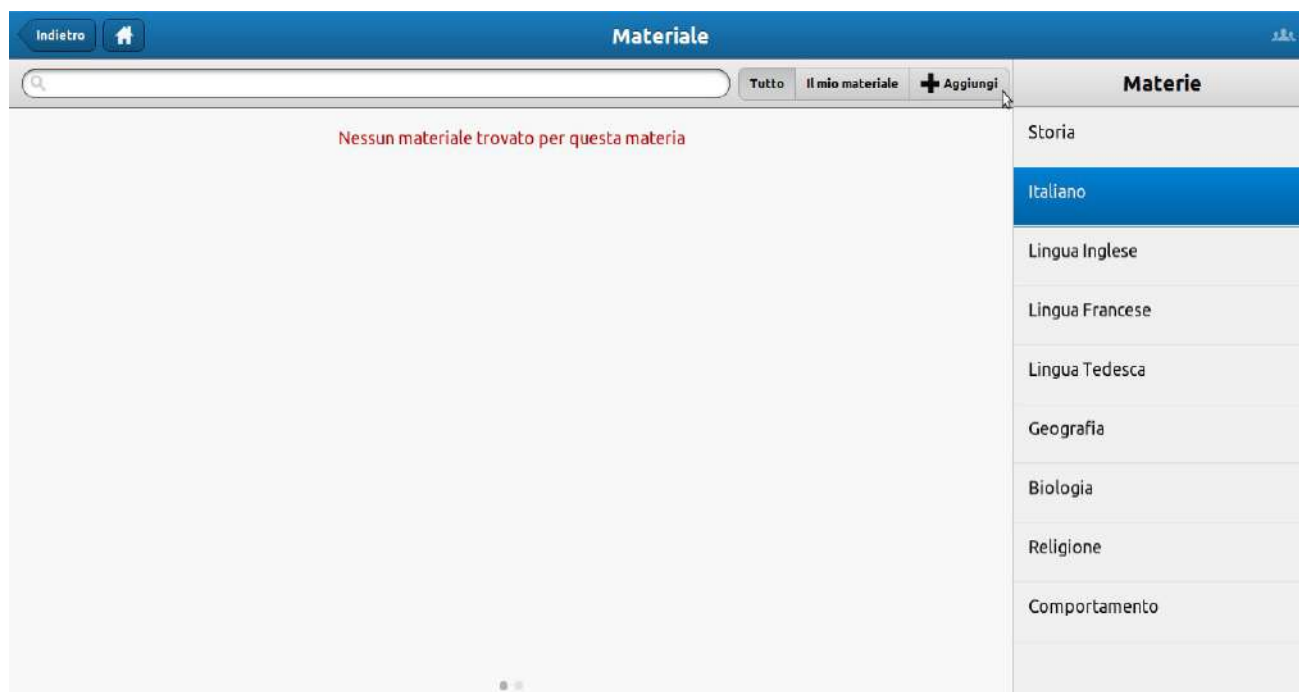 Indietro
Materiale
Tutto Il mio materiale Aggiungi
Materie
Nessun materiale trovato per questa materia
Storia
Italiano
Lingua Inglese
Lingua Francese
Lingua Tedesca
Geografia
Biologia
Religione
Comportamento